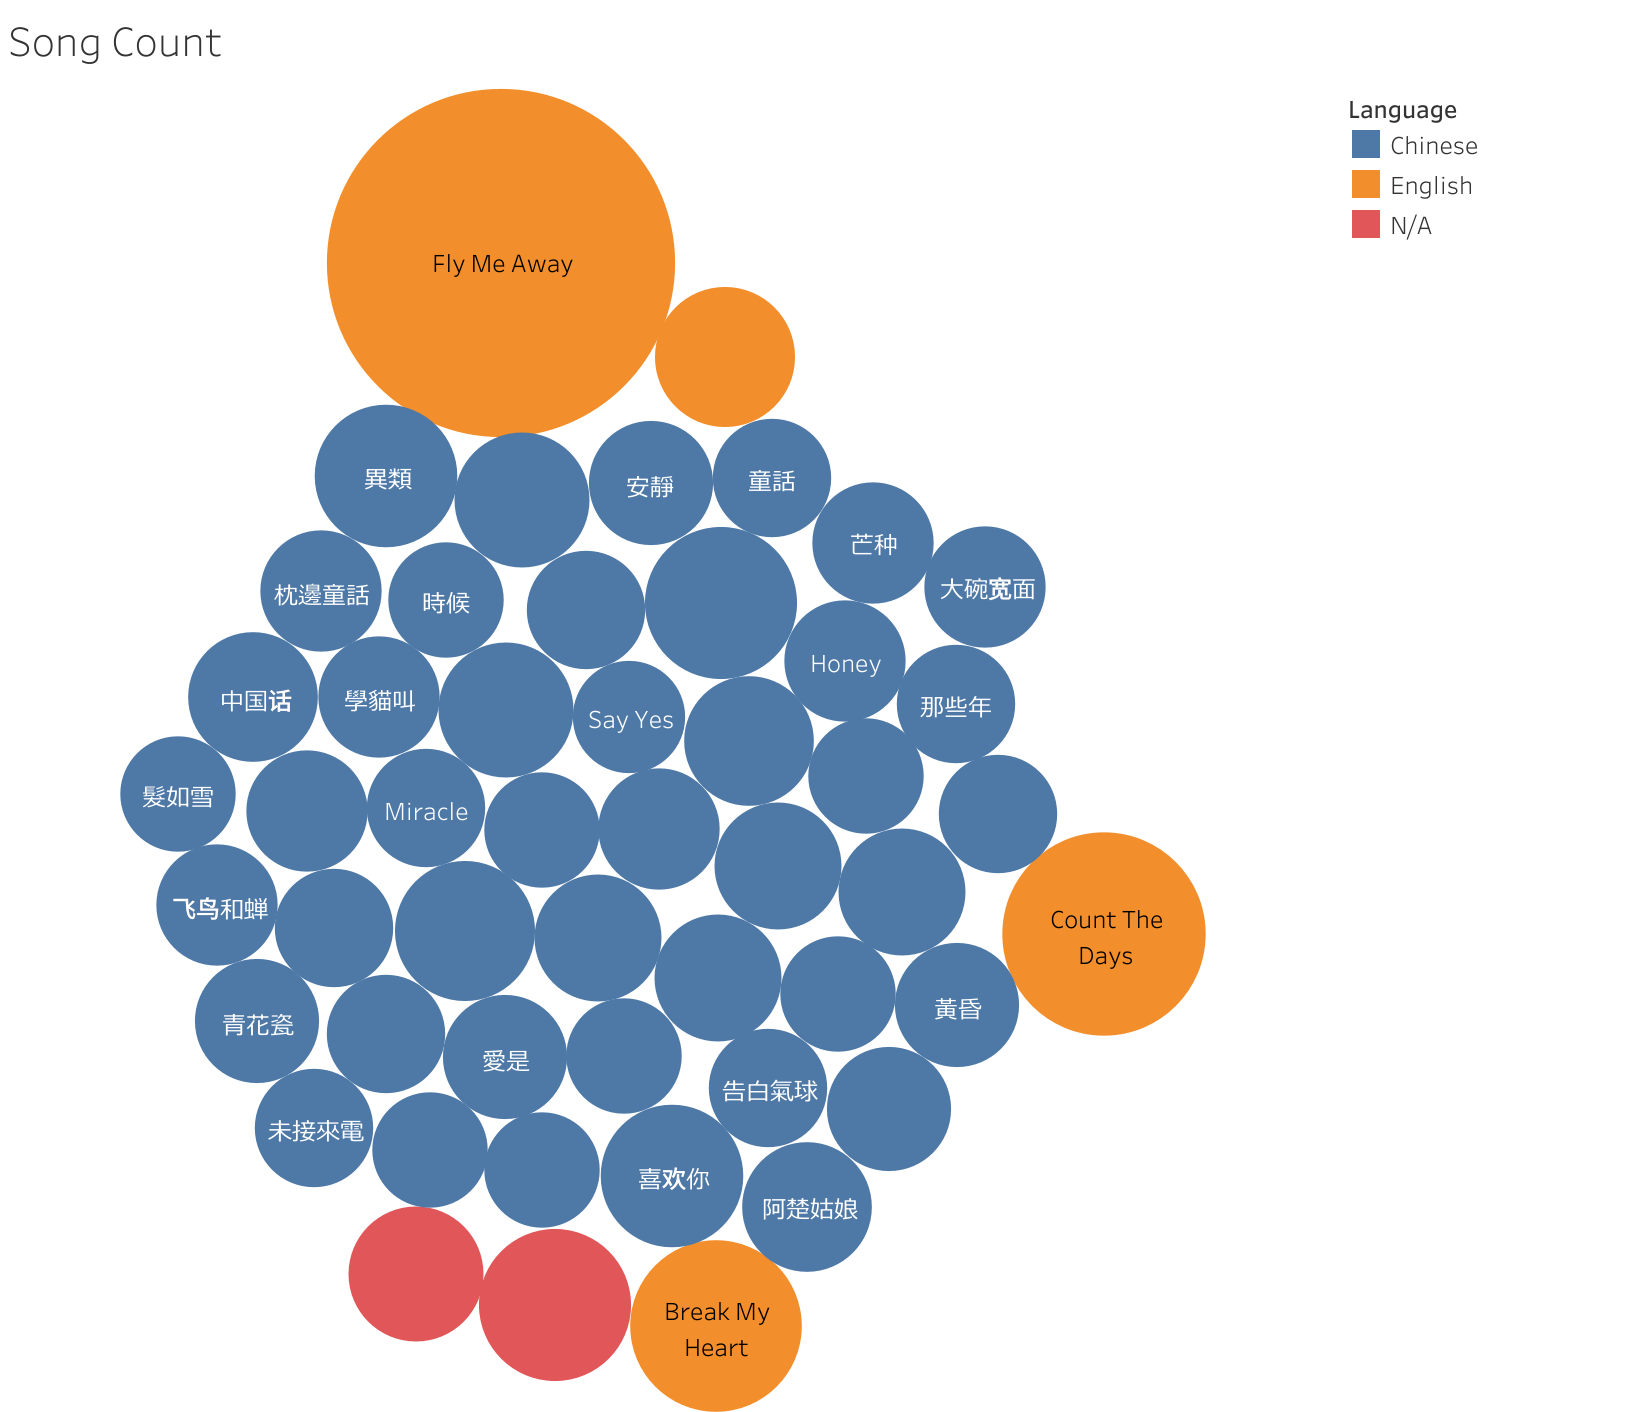 Song Count
Language
Chinese
English
N/A
Fly Me Away
異類
安靜
童話
芒种
大碗宽面
枕邊童話
時候
Honey
中国话
學貓叫
Say Yes
那些年
髮如雪
Miracle
飞鸟和蝉
Count The
Days
青花瓷
愛是
黃昏
未接來電
告白氣球
喜欢你
阿楚姑娘
Break My
Heart